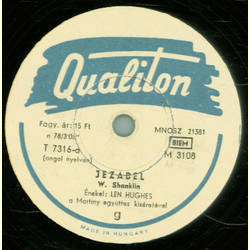 Qualiton
Fogy. ár: 15 Ft
n 78/3.0
MNOSZ 21381
T 7316-a
BIEM
(angol nyelven)
M 3108
JEZABEL
W. Shanklin
Énekel: LEN HUGHES
a Martiny együttes kíséretével
g
MADE IN HUNGARY